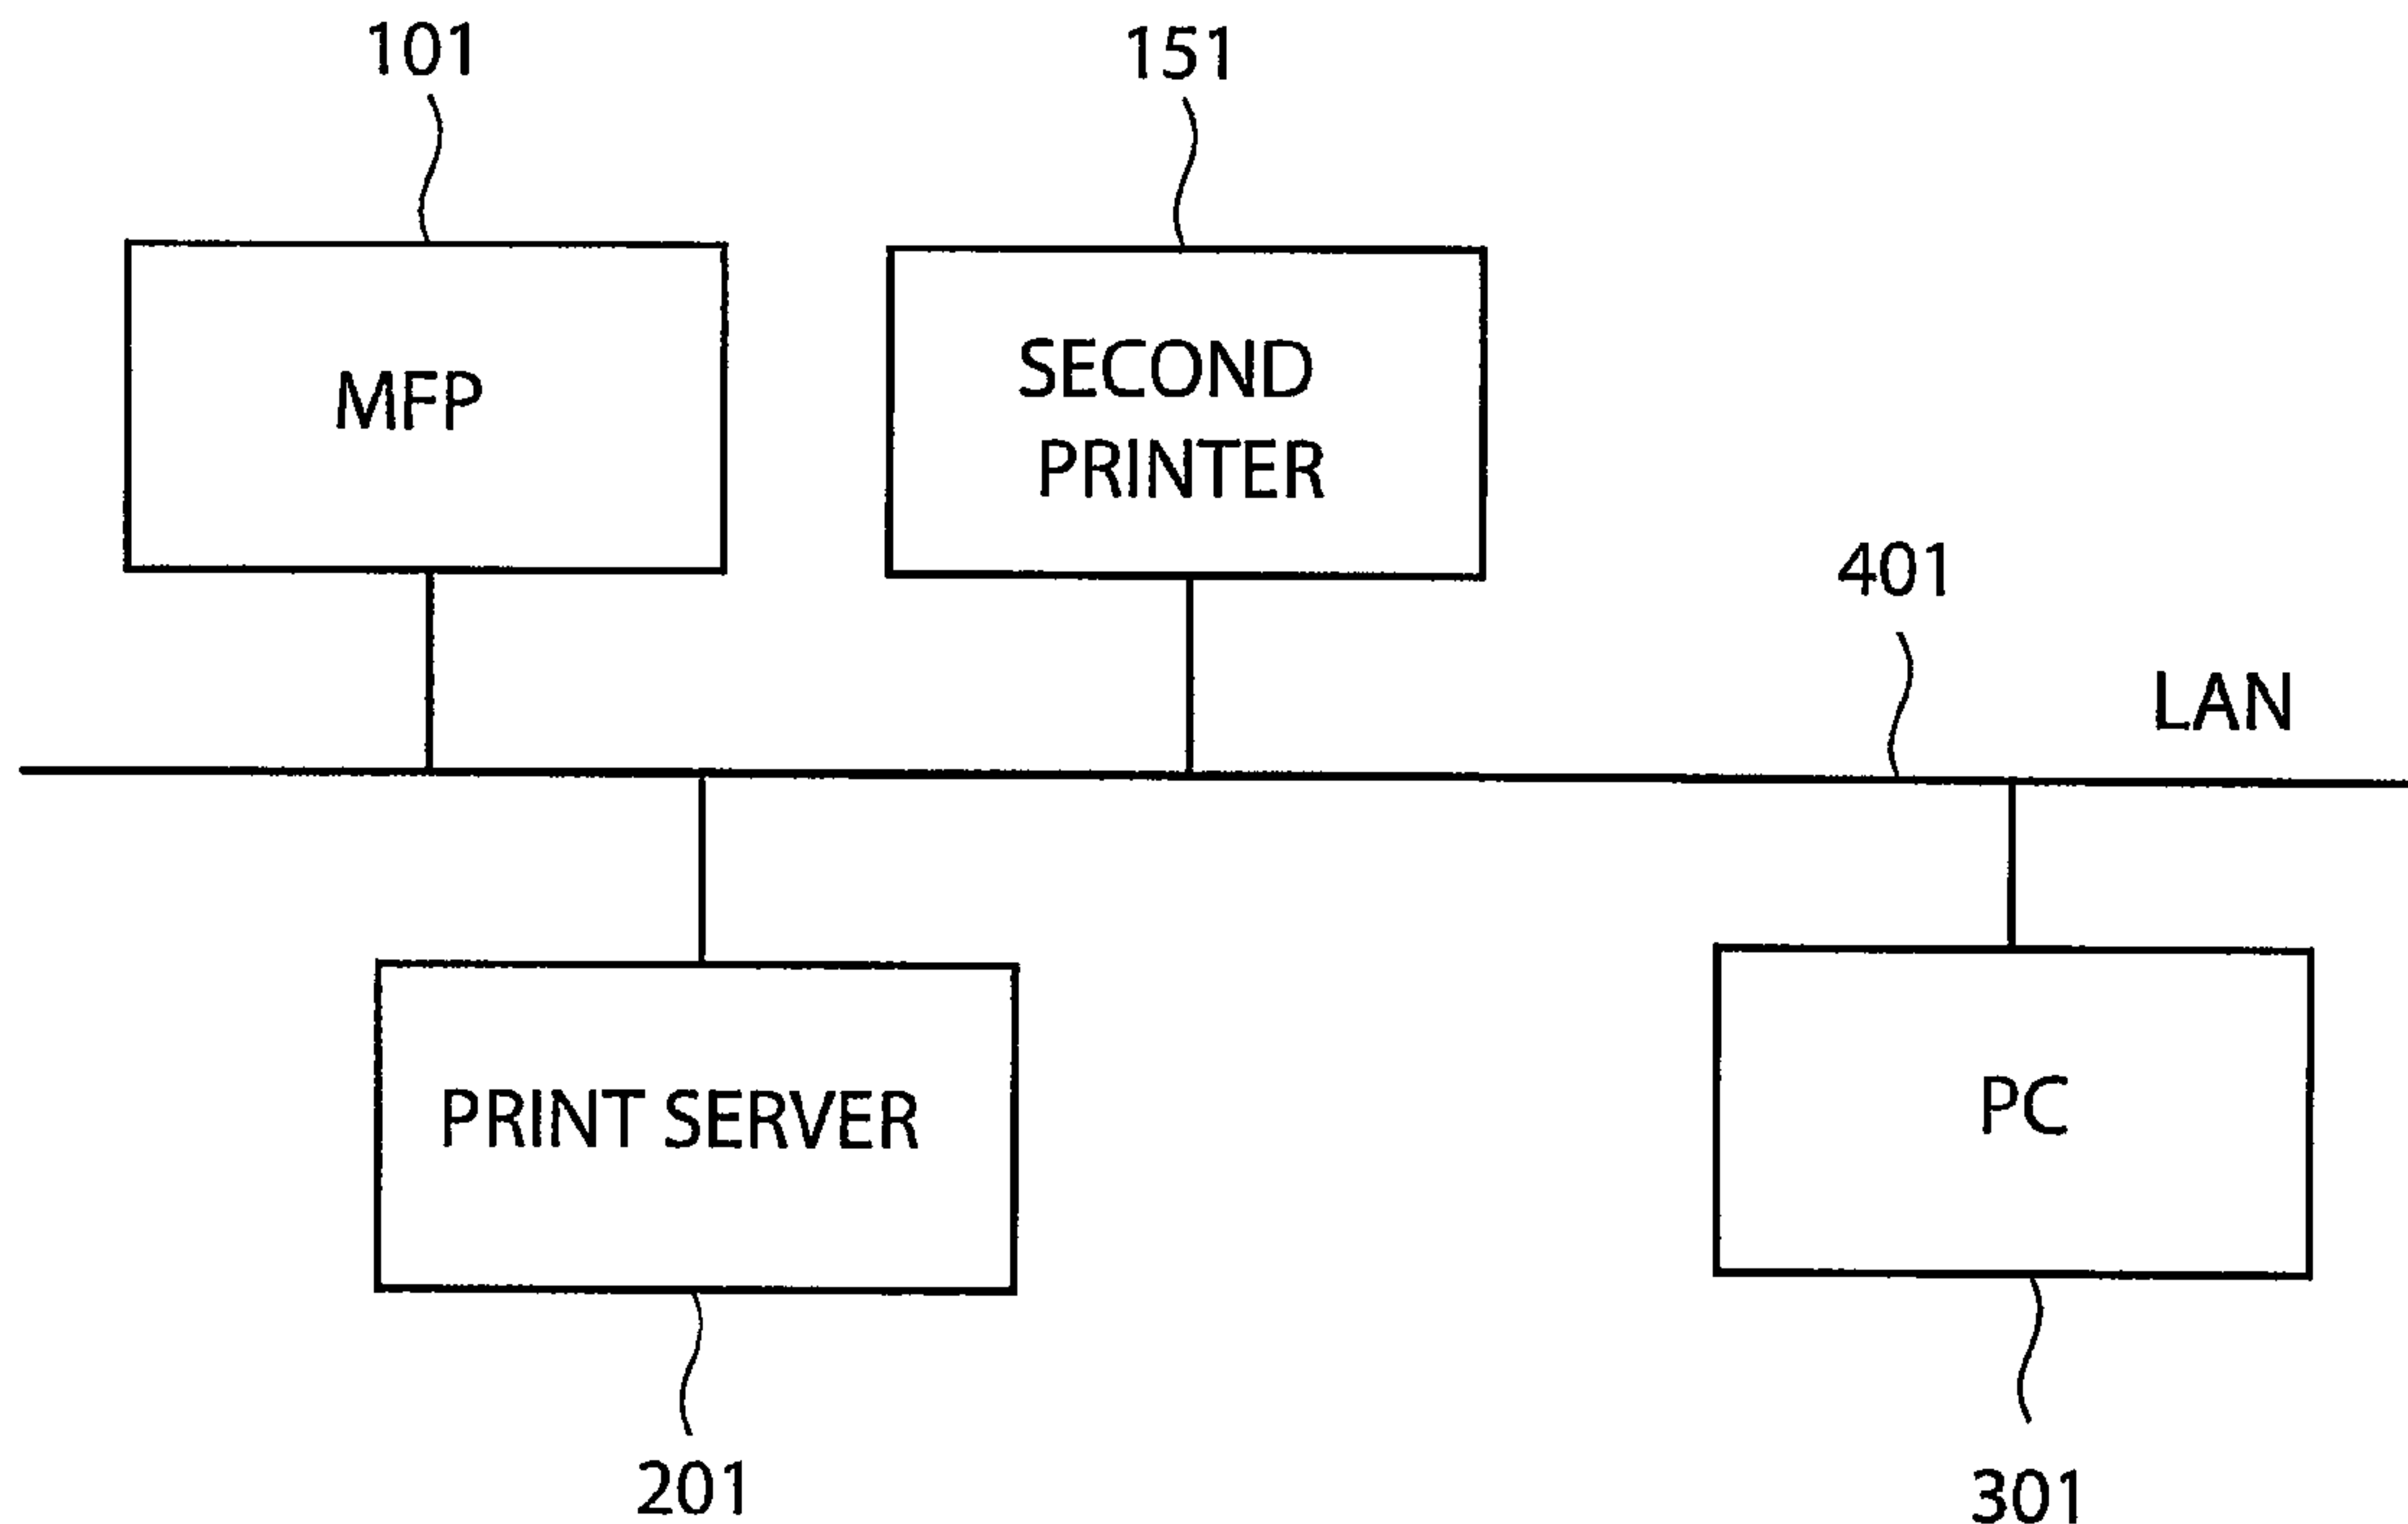 101
151
MFP
SECOND
PRINTER
401
LAN
PRINT SERVER
PC
201
301